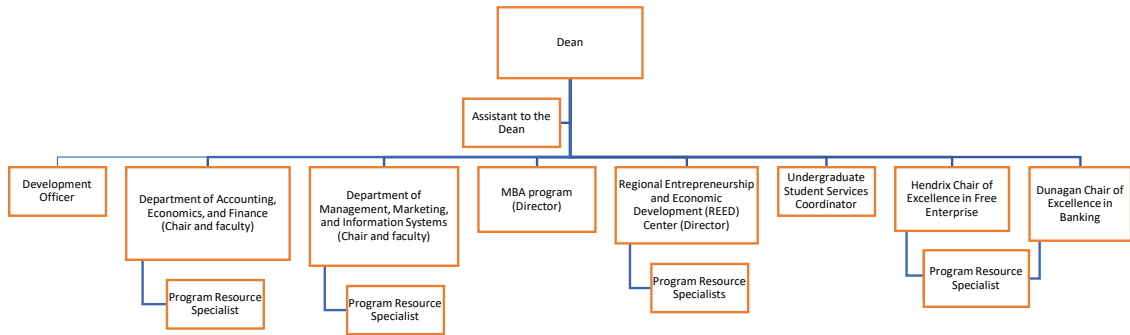 Dean
Assistant to the
Dean
Development
Officer
Department of Accounting,
Economics, and Finance
(Chair and faculty)
Department of
Management, Marketing,
and Information Systems
(Chair and faculty)
MBA program
(Director)
Regional Entrepreneurship
and Economic
Development (REED)
Center (Director)
Undergraduate
Student Services
Coordinator
Hendrix Chair of
Excellence in Free
Enterprise
Dunagan Chair of
Excellence in
Banking
Program Resource
Specialist
Program Resource
Specialist
Program Resource
Specialists
Program Resource
Specialist